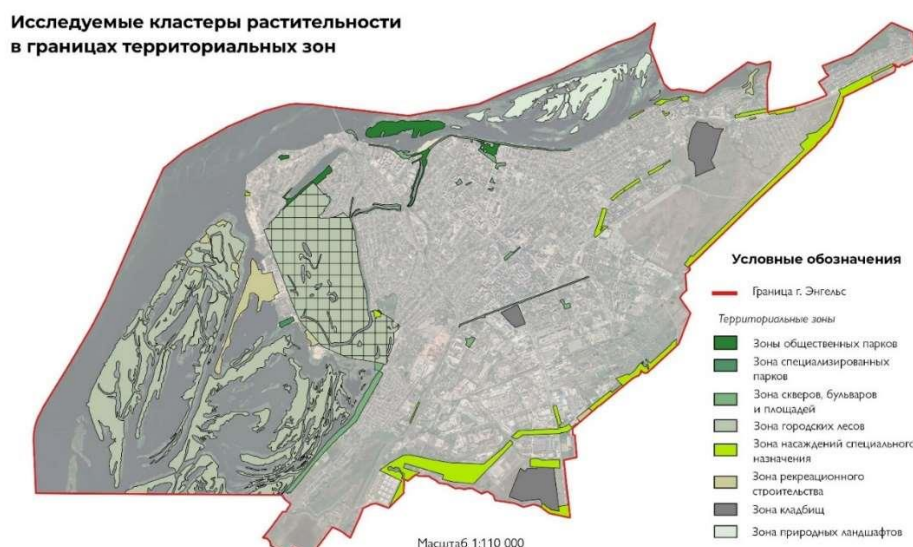 Исследуемые кластеры растительности
в границах территориальных зон
Условные обозначения
Граница г. Энгельс
Территориальные зоны
Зоны общественных парков
Зона специализированных
парков
Зона скверов, бульваров
и площадей
Зона городских лесов
Зона насаждений специального
назначения
Зона рекреационного
строительства
Зона кладбищ
Зона природных ландшафтов
Масштаб 1:110 000